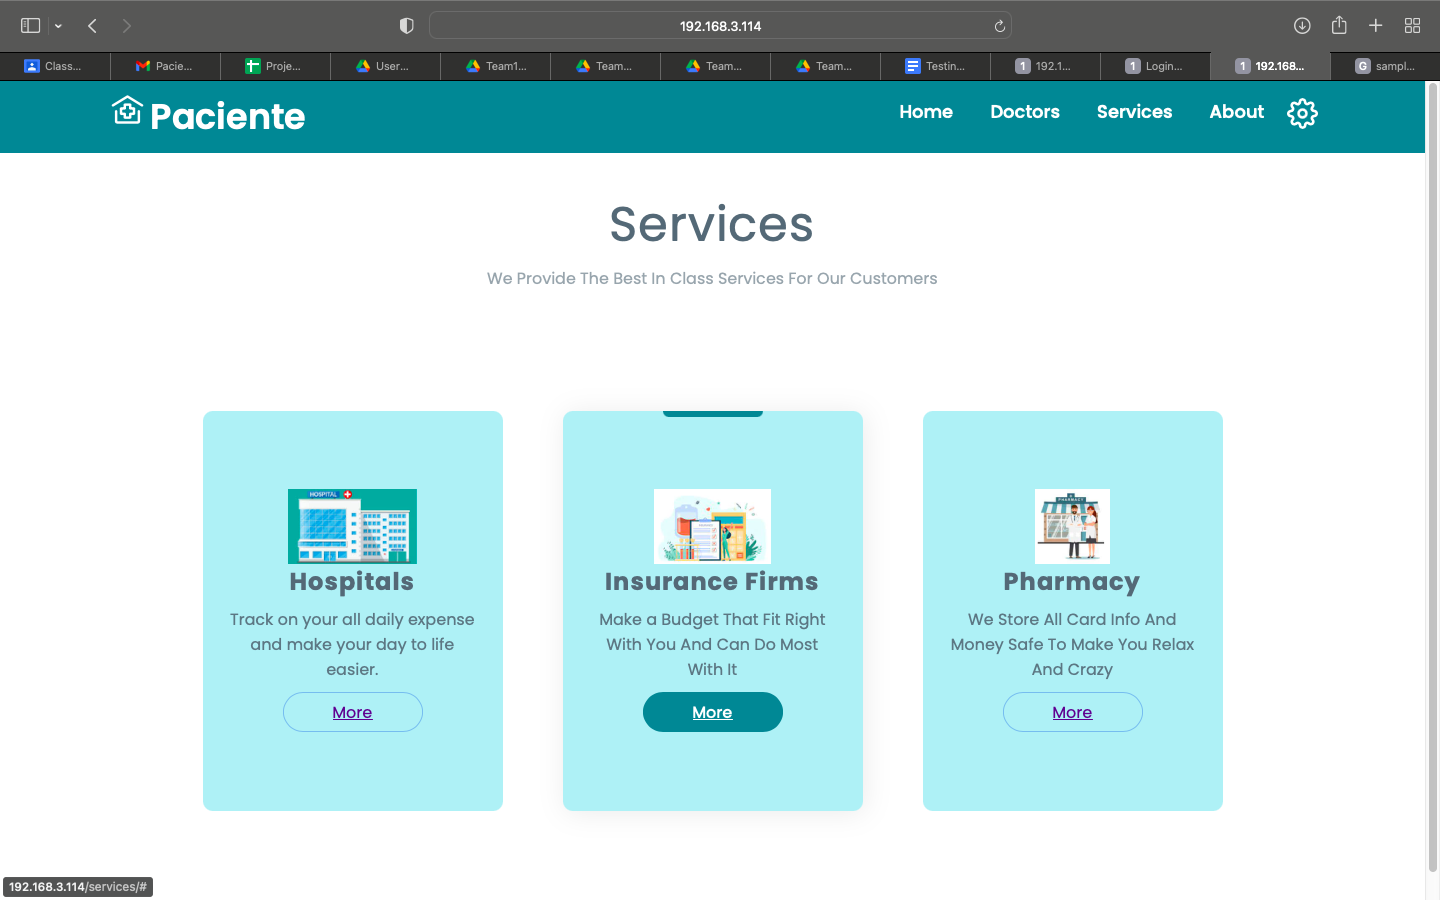 192.168.3.114
Class...
Pacie...
Proje...
User...
Team1...
Team...
Team...
Team...
Testin...
1 192.1...
1 Login...
1 192.168...
G sampl...
Paciente
Home
Doctors
Services
About
Services
We Provide The Best In Class Services For Our Customers
HOSPITAL
Hospitals
Track on your all daily expense
and make your day to life
easier.
More
Insurance Firms
Make a Budget That Fit Right
With You And Can Do Most
With It
More
PHARMACY
Pharmacy
We Store All Card Info And
Money Safe To Make You Relax
And Crazy
More
192.168.3.114/services/#